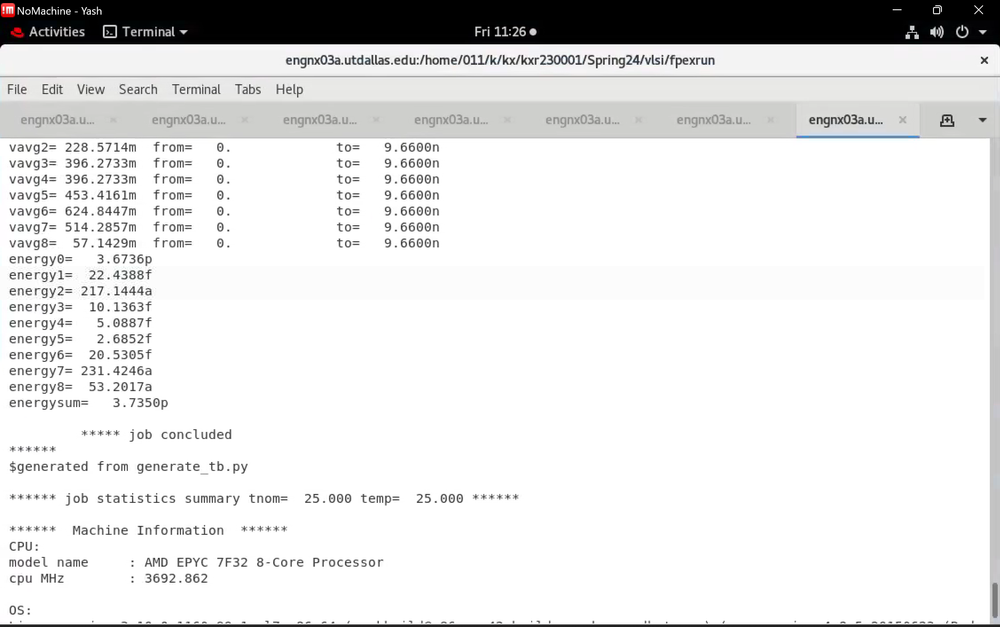 !m NoMachine - Yash
Activities Terminal Fri 11:26
engnx03a.utdallas.edu:/home/011/k/kx/kxr230001/Spring24/vlsi/fpexrun
File Edit View Search Terminal Tabs Help
engnx03a.u... engnx03a.u... engnx03a.u... engnx03a.u... engnx03a.u... engnx03a.u... engnx03a.u...
vavg2= 228.5714m from= 0. to= 9.6600n
vavg3= 396.2733m from= 0. to= 9.6600n
vavg4= 396.2733m from= 0. to= 9.6600n
vavg5= 453.4161m from= 0. to= 9.6600n
vavg6= 624.8447m from= 0. to= 9.6600n
vavg7= 514.2857m from= 0. to= 9.6600n
vavg8= 57.1429m from= 0. to= 9.6600n
energy0= 3.6736p
energy1= 22.4388f
energy2= 217.1444a
energy3= 10.1363f
energy4= 5.0887f
energy5= 2.6852f
energy6= 20.5305f
energy7= 231.4246a
energy8= 53.2017a
energysum= 3.7350p
***** job concluded
******
$generated from generate_tb.py
****** job statistics summary tnom= 25.000 temp= 25.000 ******
****** Machine Information ******
CPU:
model name : AMD EPYC 7F32 8-Core Processor
cpu MHz : 3692.862
OS: